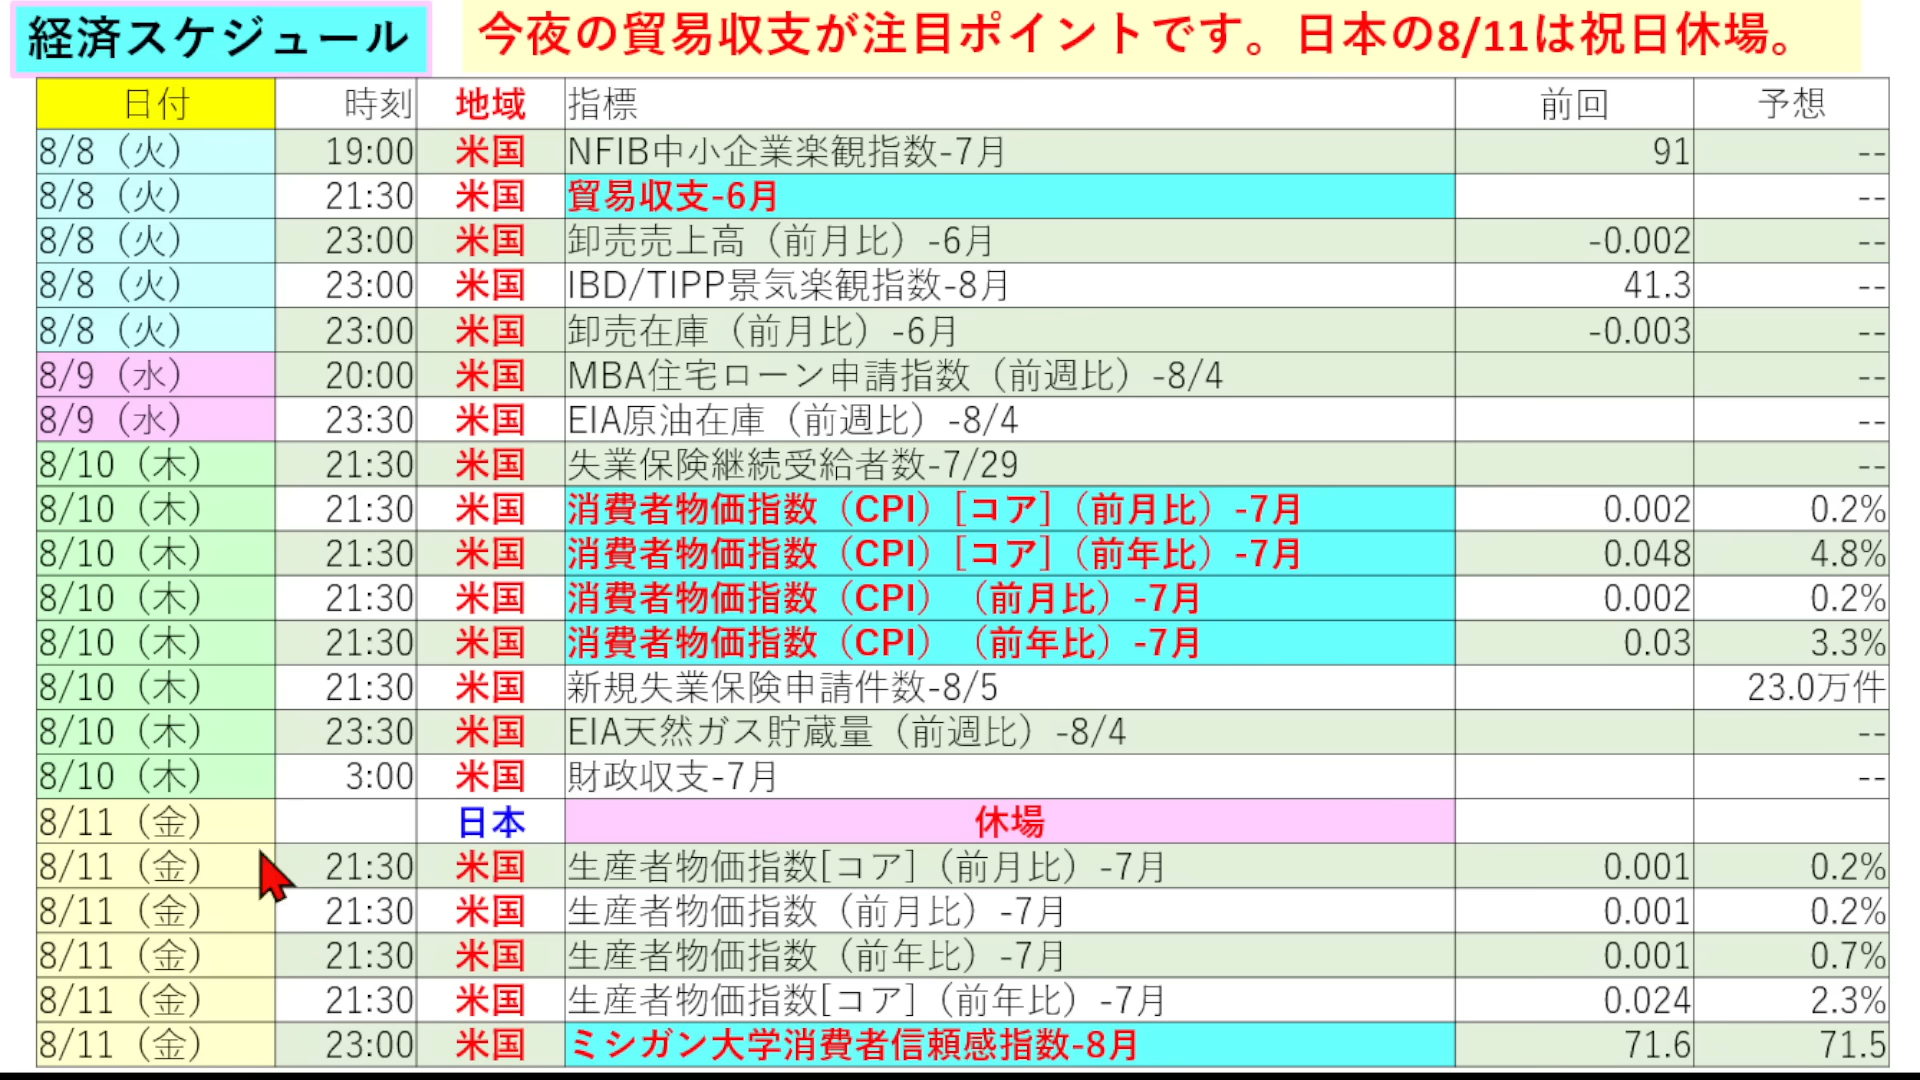 経済スケジュール
今夜の貿易収支が注目ポイントです。日本の8/11は祝日休場。
日付 時刻 地域 指標 前回 予想
8/8（火） 19:00 米国 NFIB中小企業楽観指数-7月 91 --
8/8（火） 21:30 米国 貿易収支-6月 --
8/8（火） 23:00 米国 卸売売上高（前月比）-6月 -0.002 --
8/8（火） 23:00 米国 IBD/TIPP景気楽観指数-8月 41.3 --
8/8（火） 23:00 米国 卸売在庫（前月比）-6月 -0.003 --
8/9（水） 20:00 米国 MBA住宅ローン申請指数（前週比）-8/4 --
8/9（水） 23:30 米国 EIA原油在庫（前週比）-8/4 --
8/10（木） 21:30 米国 失業保険継続受給者数-7/29 --
8/10（木） 21:30 米国 消費者物価指数（CPI）[コア]（前月比）-7月 0.002 0.2%
8/10（木） 21:30 米国 消費者物価指数（CPI）[コア]（前年比）-7月 0.048 4.8%
8/10（木） 21:30 米国 消費者物価指数（CPI）（前月比）-7月 0.002 0.2%
8/10（木） 21:30 米国 消費者物価指数（CPI）（前年比）-7月 0.03 3.3%
8/10（木） 21:30 米国 新規失業保険申請件数-8/5 23.0万件
8/10（木） 23:30 米国 EIA天然ガス貯蔵量（前週比）-8/4 --
8/10（木） 3:00 米国 財政収支-7月 --
8/11（金） 日本 休場
8/11（金） 21:30 米国 生産者物価指数[コア]（前月比）-7月 0.001 0.2%
8/11（金） 21:30 米国 生産者物価指数（前月比）-7月 0.001 0.2%
8/11（金） 21:30 米国 生産者物価指数（前年比）-7月 0.001 0.7%
8/11（金） 21:30 米国 生産者物価指数[コア]（前年比）-7月 0.024 2.3%
8/11（金） 23:00 米国 ミシガン大学消費者信頼感指数-8月 71.6 71.5